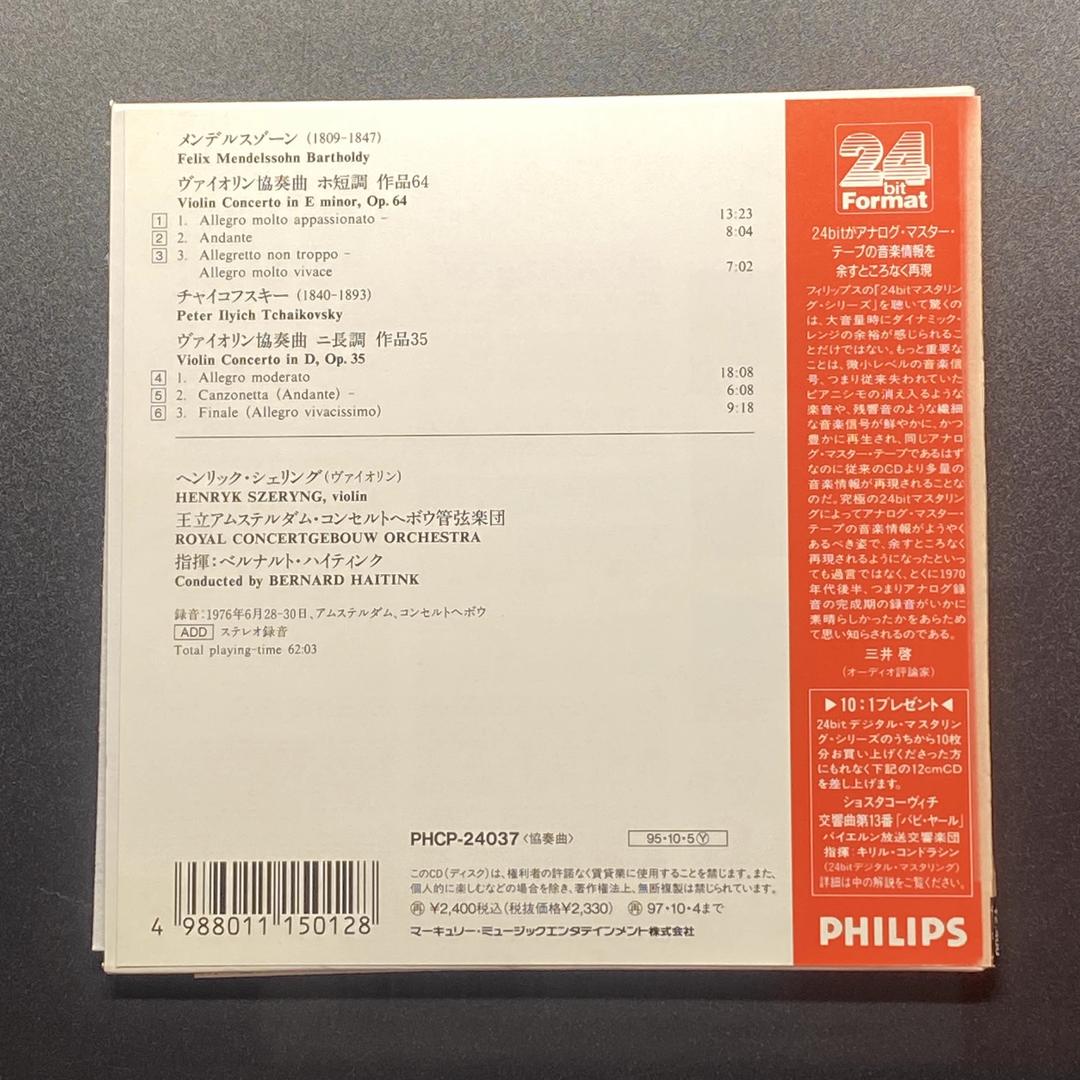 メンデルスゾーン (1809-1847)
Felix Mendelssohn Bartholdy
ヴァイオリン協奏曲 ホ短調 作品64
Violin Concerto in E minor, Op. 64
1 1. Allegro molto appassionato – 13:23
2 2. Andante 8:04
3 3. Allegretto non troppo –
Allegro molto vivace 7:02
チャイコフスキー (1840-1893)
Peter Ilyich Tchaikovsky
ヴァイオリン協奏曲 ニ長調 作品35
Violin Concerto in D, Op. 35
4 1. Allegro moderato 18:08
5 2. Canzonetta (Andante) – 6:08
6 3. Finale (Allegro vivacissimo) 9:18
ヘンリック・シェリング(ヴァイオリン)
HENRYK SZERYNG, violin
王立アムステルダム・コンセルトヘボウ管弦楽団
ROYAL CONCERTGEBOUW ORCHESTRA
指揮:ベルナルト・ハイティンク
Conducted by BERNARD HAITINK
録音:1976年6月28-30日、アムステルダム、コンセルトヘボウ
ADD ステレオ録音
Total playing-time 62:03
PHCP-24037〈協奏曲〉 95・10・5Ⓨ
このCD(ディスク)は、権利者の許諾なく賃貸業に使用することを禁じます。また、
個人的に楽しむなどの場合を除き、著作権法上、無断複製は禁じられています。
再 ¥2,400税込(税抜価格¥2,330) 再 97・10・4まで
マーキュリー・ミュージックエンタテインメント株式会社
4 988011 150128
24
bit
Format
24bitがアナログ・マスター・
テープの音楽情報を
余すところなく再現
フィリップスの「24bitマスタリン
グ・シリーズ」を聴いて驚くの
は、大音量時にダイナミック・
レンジの余裕が感じられるこ
とだけではない。もっと重要な
ことは、微小レベルの音楽信
号、つまり従来失われていた
ピアニシモの消え入るような
楽音や、残響音のような繊細
な音楽信号が鮮やかに、かつ
豊かに再生され、同じアナロ
グ・マスター・テープであるはず
なのに従来のCDより多量の
音楽情報が再現されることな
のだ。究極の24bitマスタリン
グによってアナログ・マスター・
テープの音楽情報がようやく
あるべき姿で、余すところなく
再現されるようになったといっ
ても過言ではなく、とくに1970
年代後半、つまりアナログ録
音の完成期の録音がいかに
素晴らしかったかをあらため
て思い知らされるのである。
三井 啓
(オーディオ評論家)
▶10:1プレゼント◀
24bitデジタル・マスタリン
グ・シリーズのうちから10枚
分お買い上げくださった方
にもれなく下記の12cmCD
を差し上げます。
ショスタコーヴィチ
交響曲第13番「バビ・ヤール」
バイエルン放送交響楽団
指揮:キリル・コンドラシン
(24bitデジタル・マスタリング)
詳細は中の解説をご覧ください。
PHILIPS